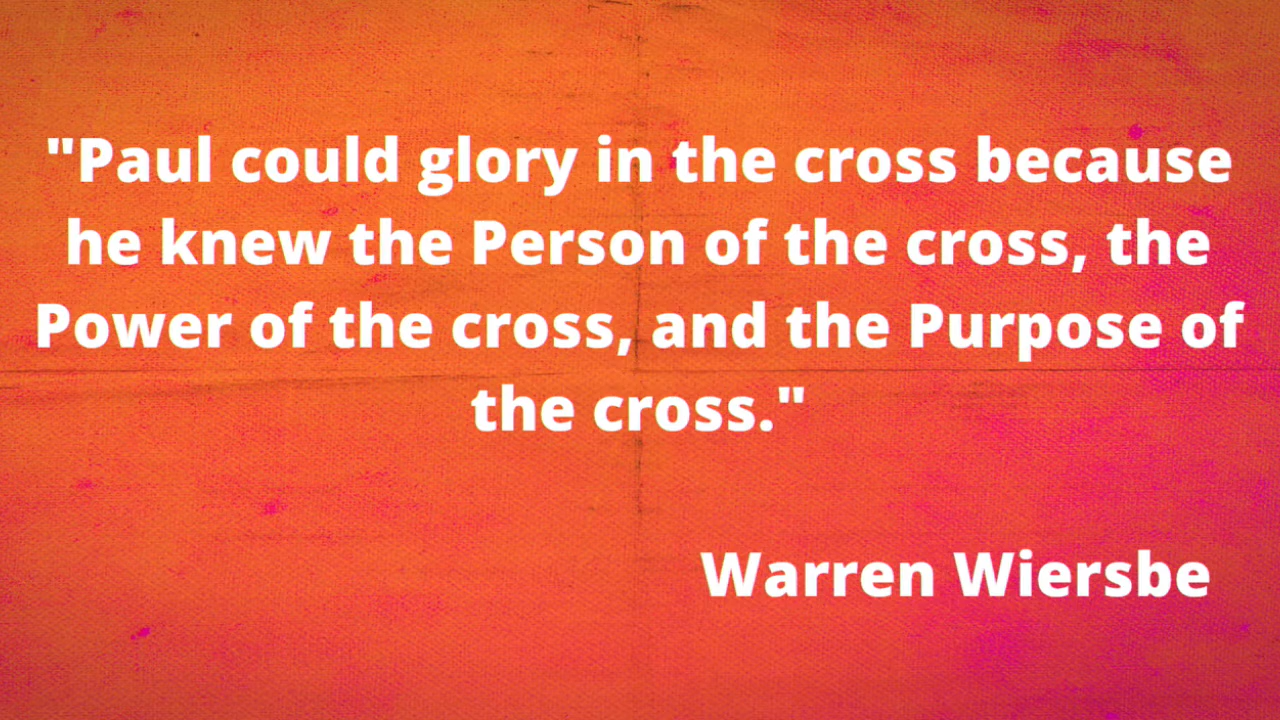 "Paul could glory in the cross because
he knew the Person of the cross, the
Power of the cross, and the Purpose of
the cross."
Warren Wiersbe